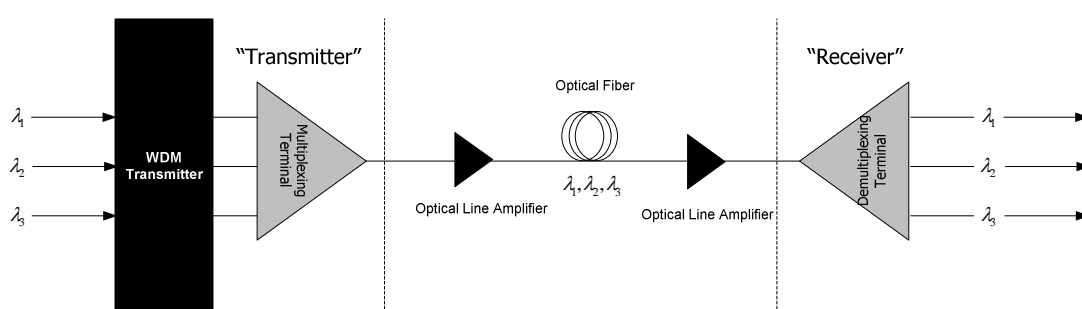 “Transmitter”
“Receiver”
Optical Fiber
λ1
λ2
λ3
WDM
Transmitter
Multiplexing
Terminal
Optical Line Amplifier
λ1, λ2, λ3
Optical Line Amplifier
Demultiplexing
Terminal
λ1
λ2
λ3